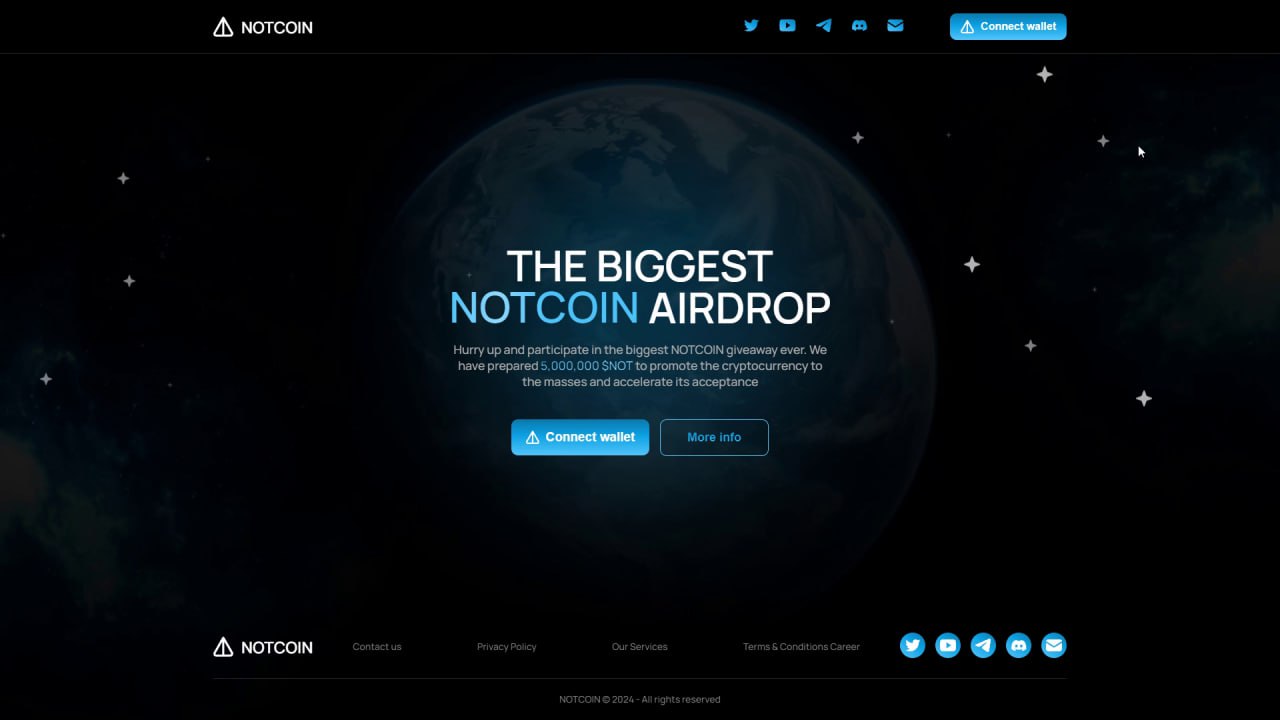 NOTCOIN
Connect wallet
THE BIGGEST
NOTCOIN AIRDROP
Hurry up and participate in the biggest NOTCOIN giveaway ever. We
have prepared 5,000,000 $NOT to promote the cryptocurrency to
the masses and accelerate its acceptance
Connect wallet
More info
NOTCOIN
Contact us
Privacy Policy
Our Services
Terms & Conditions Career
NOTCOIN © 2024 - All rights reserved